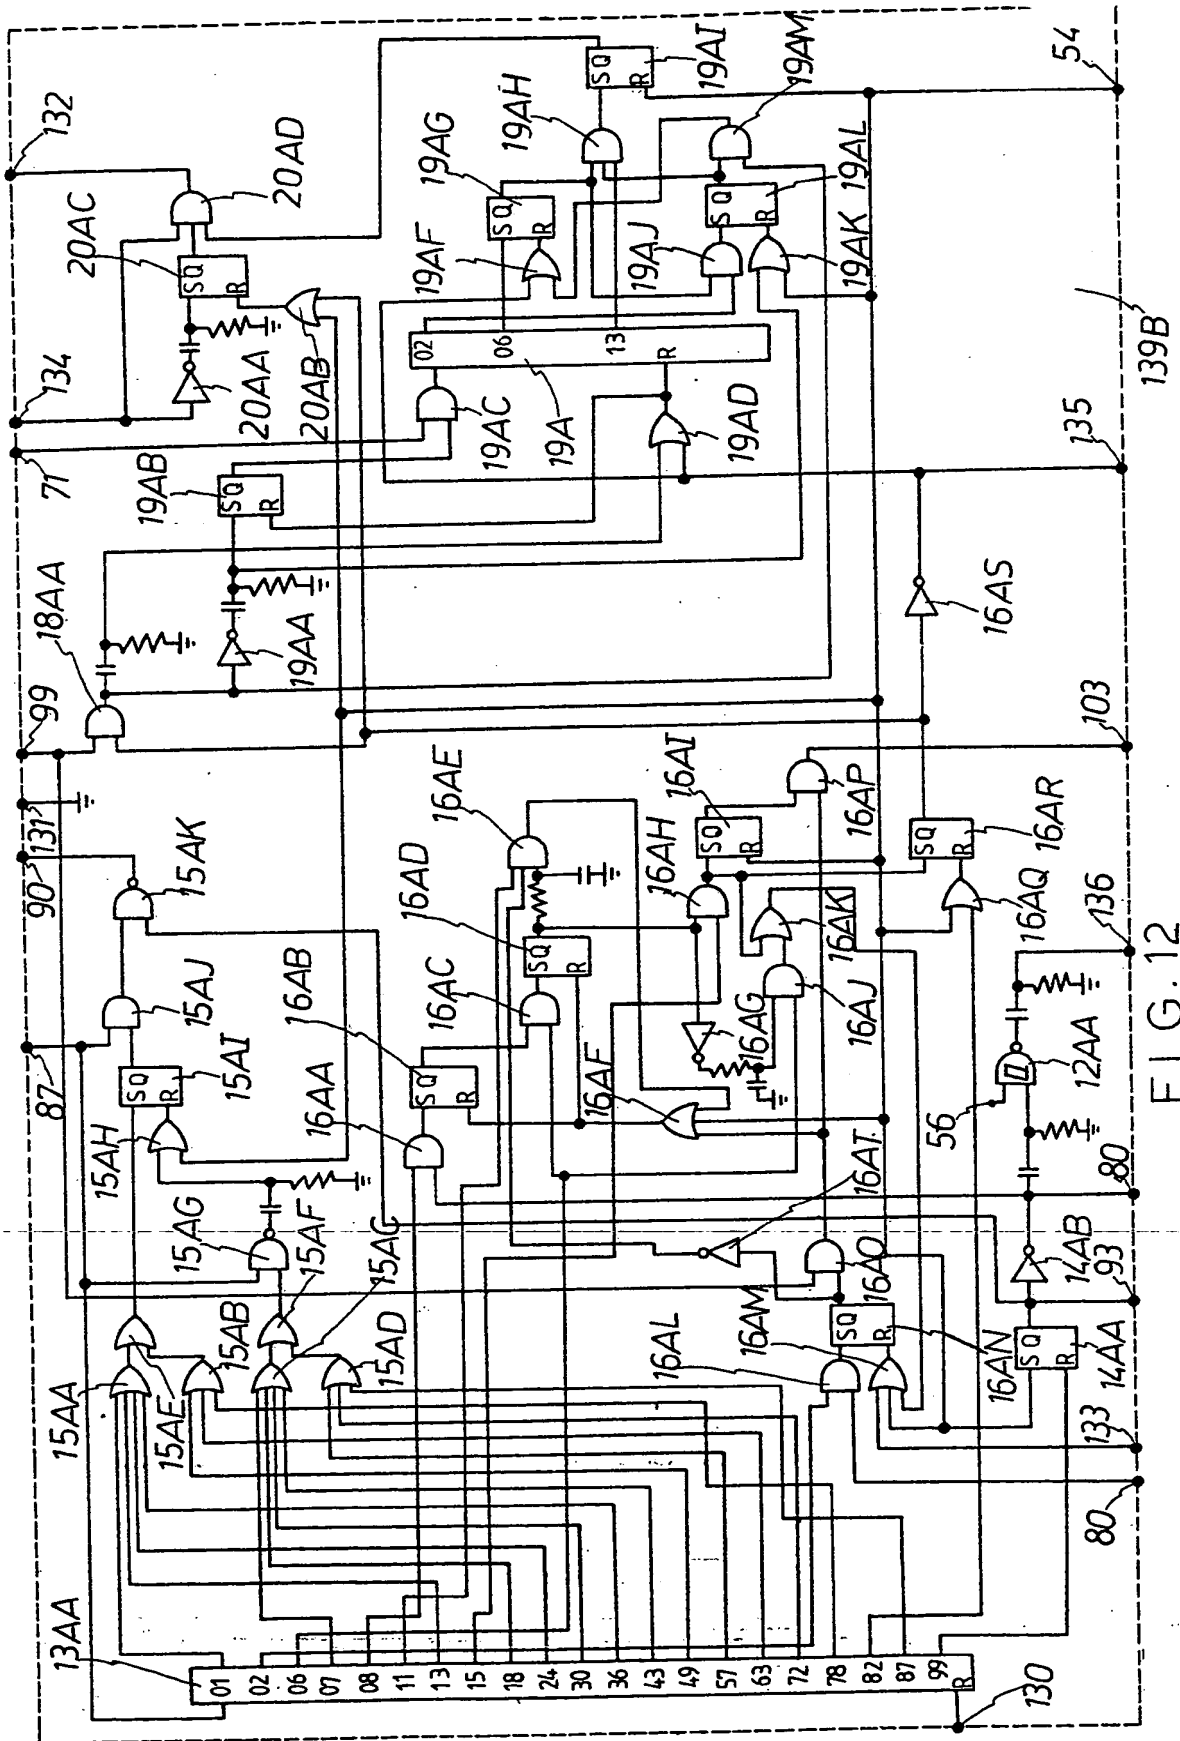 132
20AD
20AC
134
20AA
20AB
71
19AB
19AC
19A
19AD
19AF
19AG
19AH
19AI
19AM
19AJ
19AL
19AK
54
135
139B
99
18AA
19AA
16AS
131
90
15AK
15AJ
15AI
87
15AH
15AG
15AF
15AC
15AA
15AE
15AB
15AD
16AA
16AB
16AC
16AD
16AE
16AF
16AG
16AH
16AI
16AP
16AK
16AJ
16AT
16AO
16AL
16AM
16AN
16AQ
16AR
103
136
12AA
56
80
14AB
93
14AA
133
80
13AA
01
02
06
07
08
11
13
15
18
24
30
36
43
49
57
63
72
78
82
87
99
R
130
02
06
13
R
S Q
R
S Q
R
S Q
R
S Q
R
S Q
R
S Q
R
S Q
R
S Q
R
S Q
R
S Q
R
S Q
R
S Q
R
FIG. 12